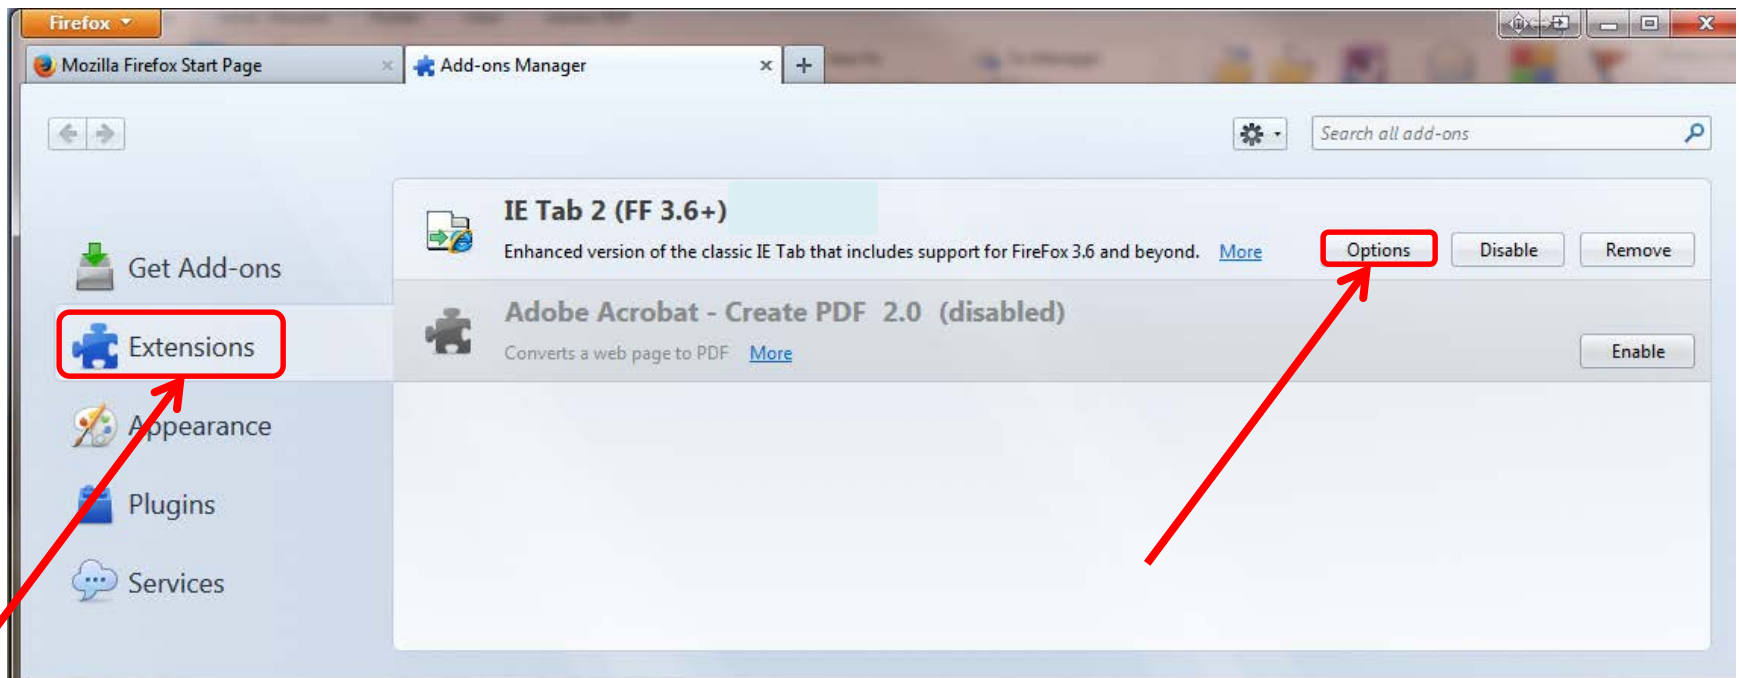 Firefox
Mozilla Firefox Start Page
Add-ons Manager
Search all add-ons
IE Tab 2 (FF 3.6+)
Enhanced version of the classic IE Tab that includes support for FireFox 3.6 and beyond. More
Options
Disable
Remove
Get Add-ons
Adobe Acrobat - Create PDF 2.0 (disabled)
Extensions
Converts a web page to PDF More
Enable
Appearance
Plugins
Services